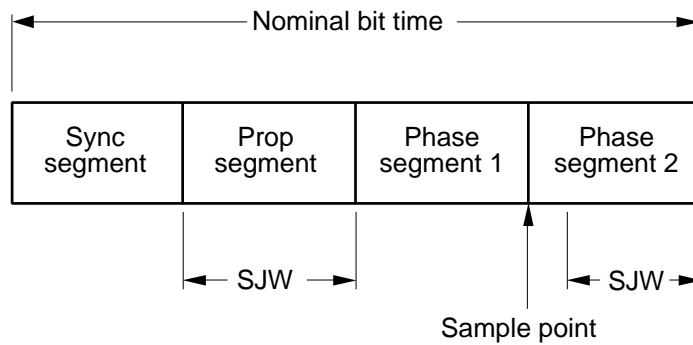 Nominal bit time
Sync
segment
Prop
segment
Phase
segment 1
Phase
segment 2
SJW
SJW
Sample point